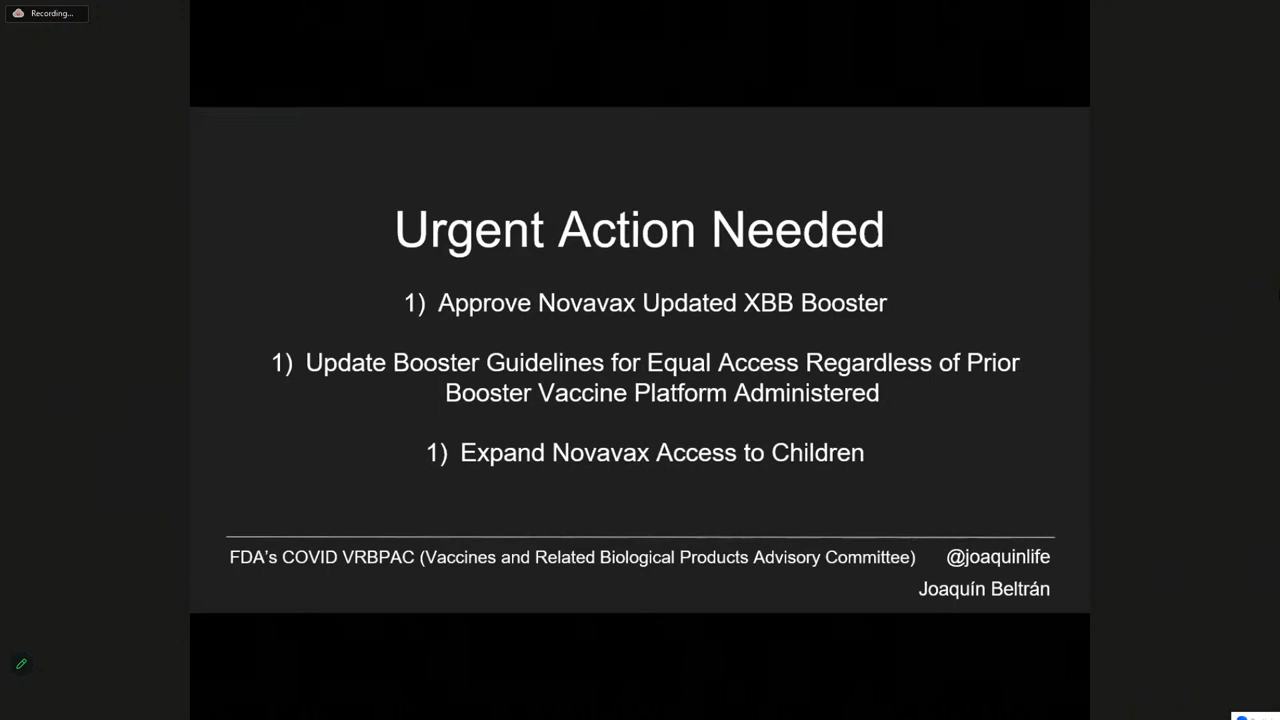 Recording...
Urgent Action Needed
1) Approve Novavax Updated XBB Booster
1) Update Booster Guidelines for Equal Access Regardless of Prior
Booster Vaccine Platform Administered
1) Expand Novavax Access to Children
FDA's COVID VRBPAC (Vaccines and Related Biological Products Advisory Committee) @joaquinlife
Joaquín Beltrán